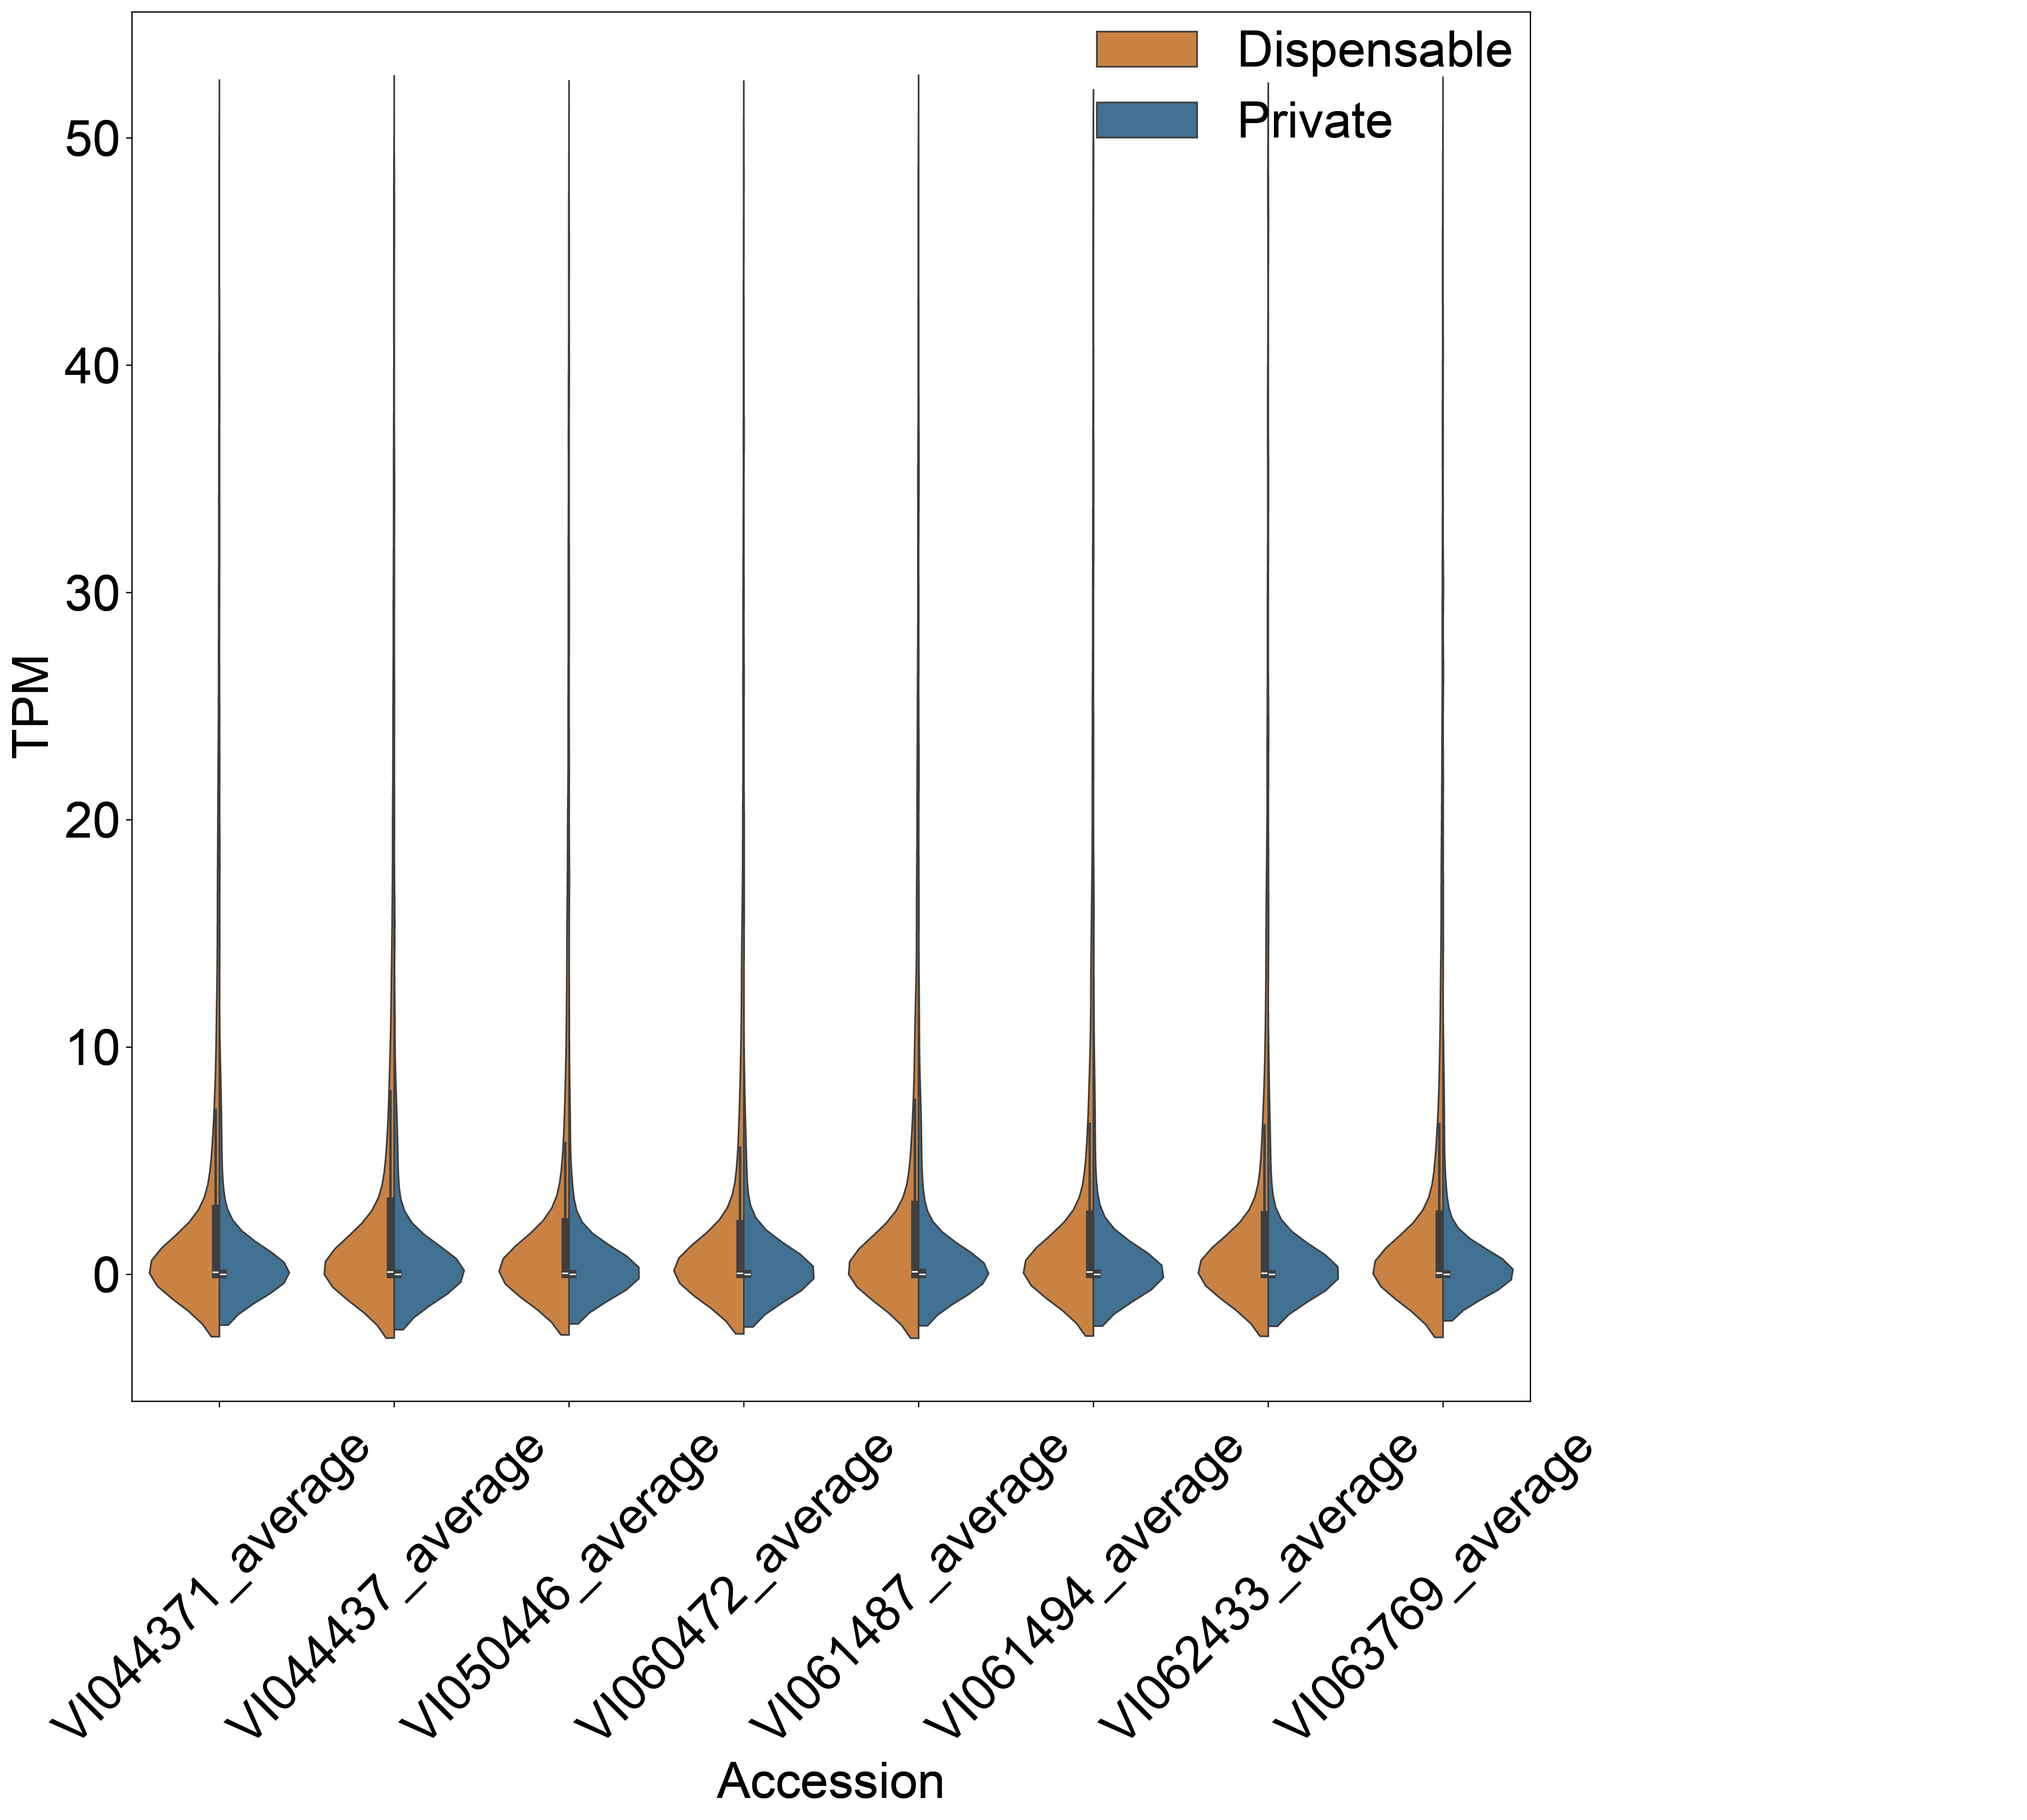 Dispensable
Private
50
40
30
20
10
0
TPM
VI044371_average
VI044437_average
VI050446_average
VI060472_average
VI061487_average
VI061494_average
VI062433_average
VI063769_average
Accession